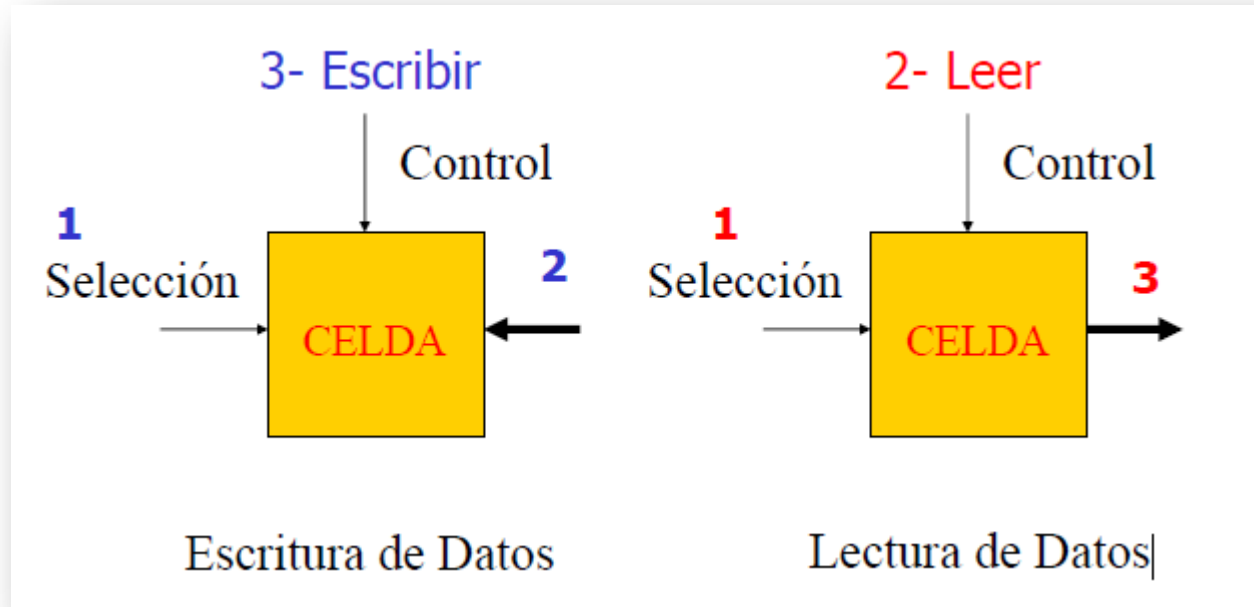 3- Escribir
Control
1
Selección
2
CELDA
Escritura de Datos
2- Leer
Control
1
Selección
3
CELDA
Lectura de Datos